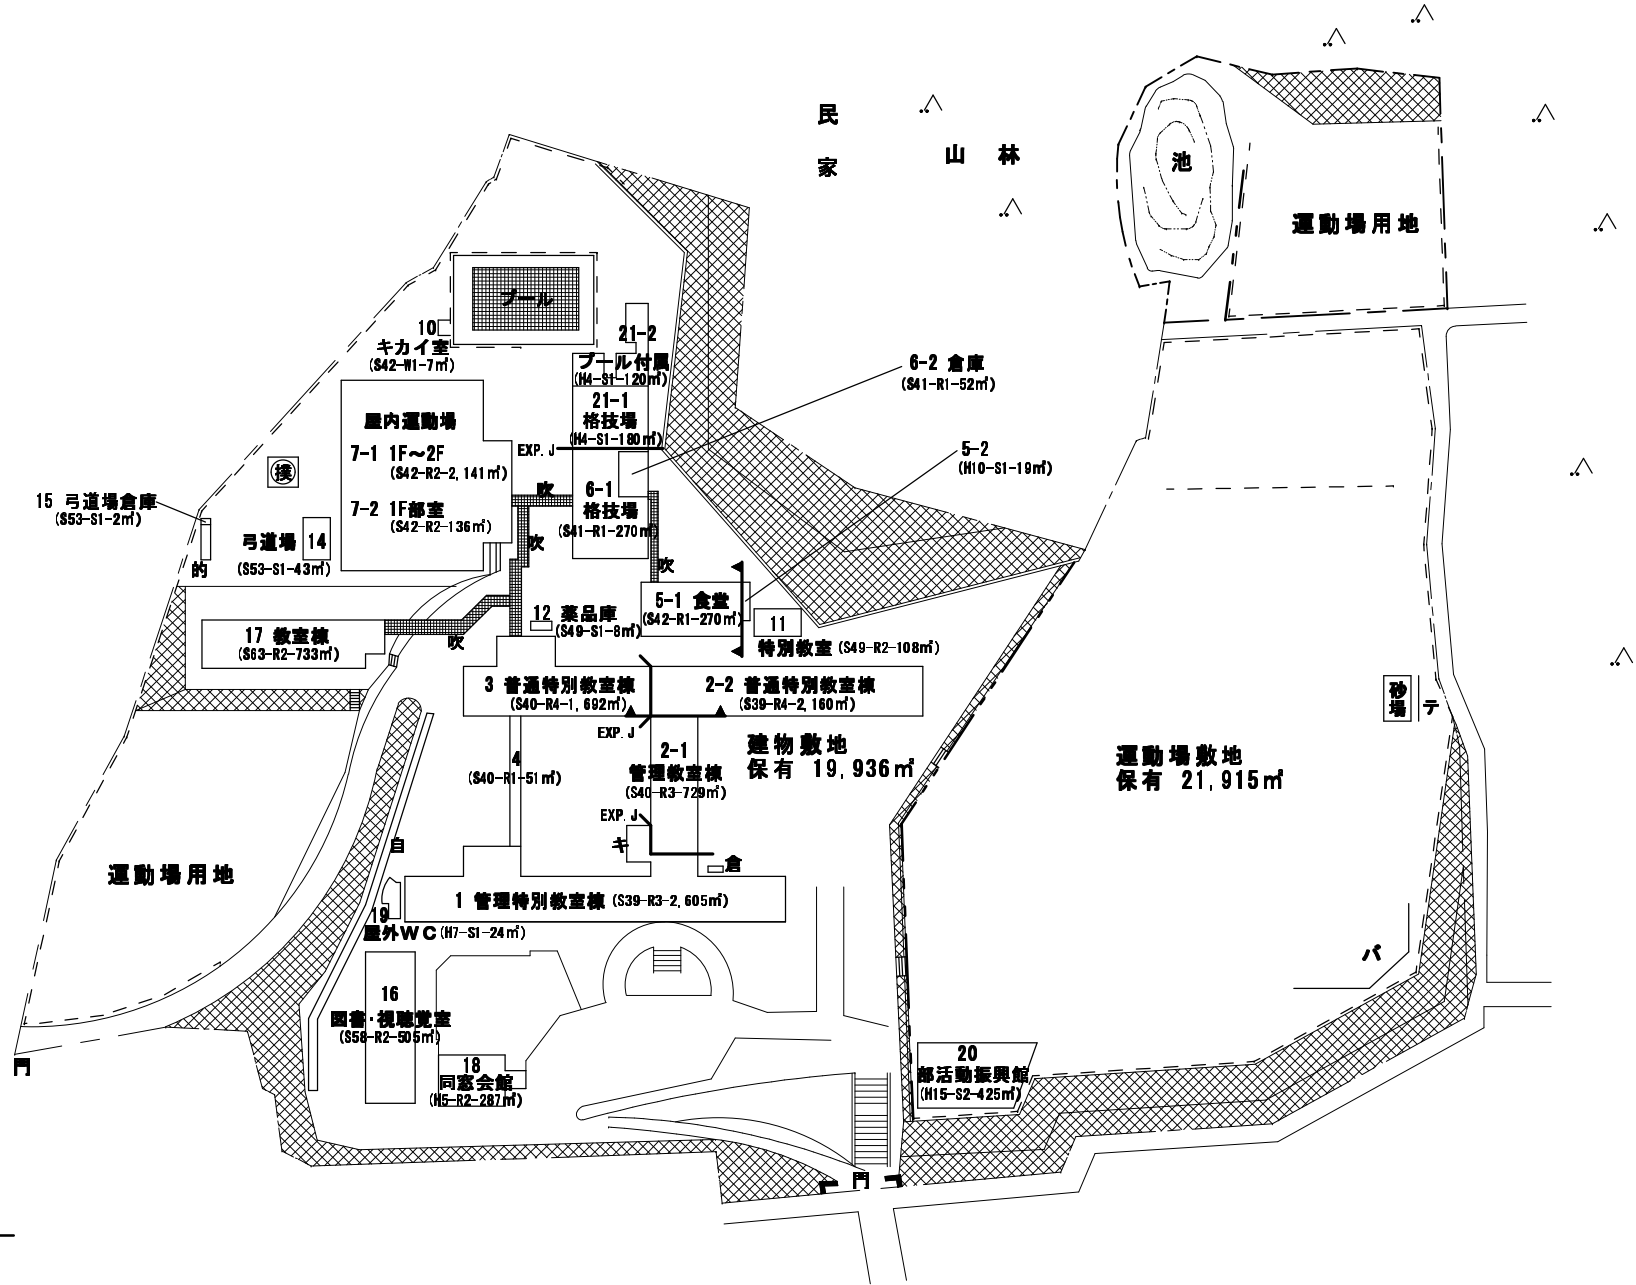 民
家
山 林
池
運動場用地
プール
10
キカイ室
(S42-W1-7㎡)
21-2
プール付属
(H4-S1-120㎡)
21-1
格技場
(H4-S1-180㎡)
6-2 倉庫
(S41-R1-52㎡)
屋内運動場
7-1 1F～2F
(S42-R2-2,141㎡)
7-2 1F部室
(S42-R2-136㎡)
EXP.J
5-2
(H10-S1-19㎡)
撲
吹
6-1
格技場
(S41-R1-270㎡)
15 弓道場倉庫
(S53-S1-2㎡)
弓道場 14
(S53-S1-43㎡)
的
吹
吹
5-1 食堂
(S42-R1-270㎡)
12 薬品庫
(S49-S1-8㎡)
11
特別教室 (S49-R2-108㎡)
17 教室棟
(S63-R2-733㎡)
吹
3 普通特別教室棟
(S40-R4-1,692㎡)
2-2 普通特別教室棟
(S39-R4-2,160㎡)
砂場
テ
EXP.J
4
(S40-R1-51㎡)
2-1
管理教室棟
(S40-R3-729㎡)
建物敷地
保有 19,936㎡
運動場敷地
保有 21,915㎡
EXP.J
自
キ
倉
運動場用地
1 管理特別教室棟 (S39-R3-2,605㎡)
19
屋外WC (H7-S1-24㎡)
バ
16
図書・視聴覚室
(S58-R2-505㎡)
18
同窓会館
(H5-R2-287㎡)
20
部活動振興館
(H15-S2-425㎡)
門
門